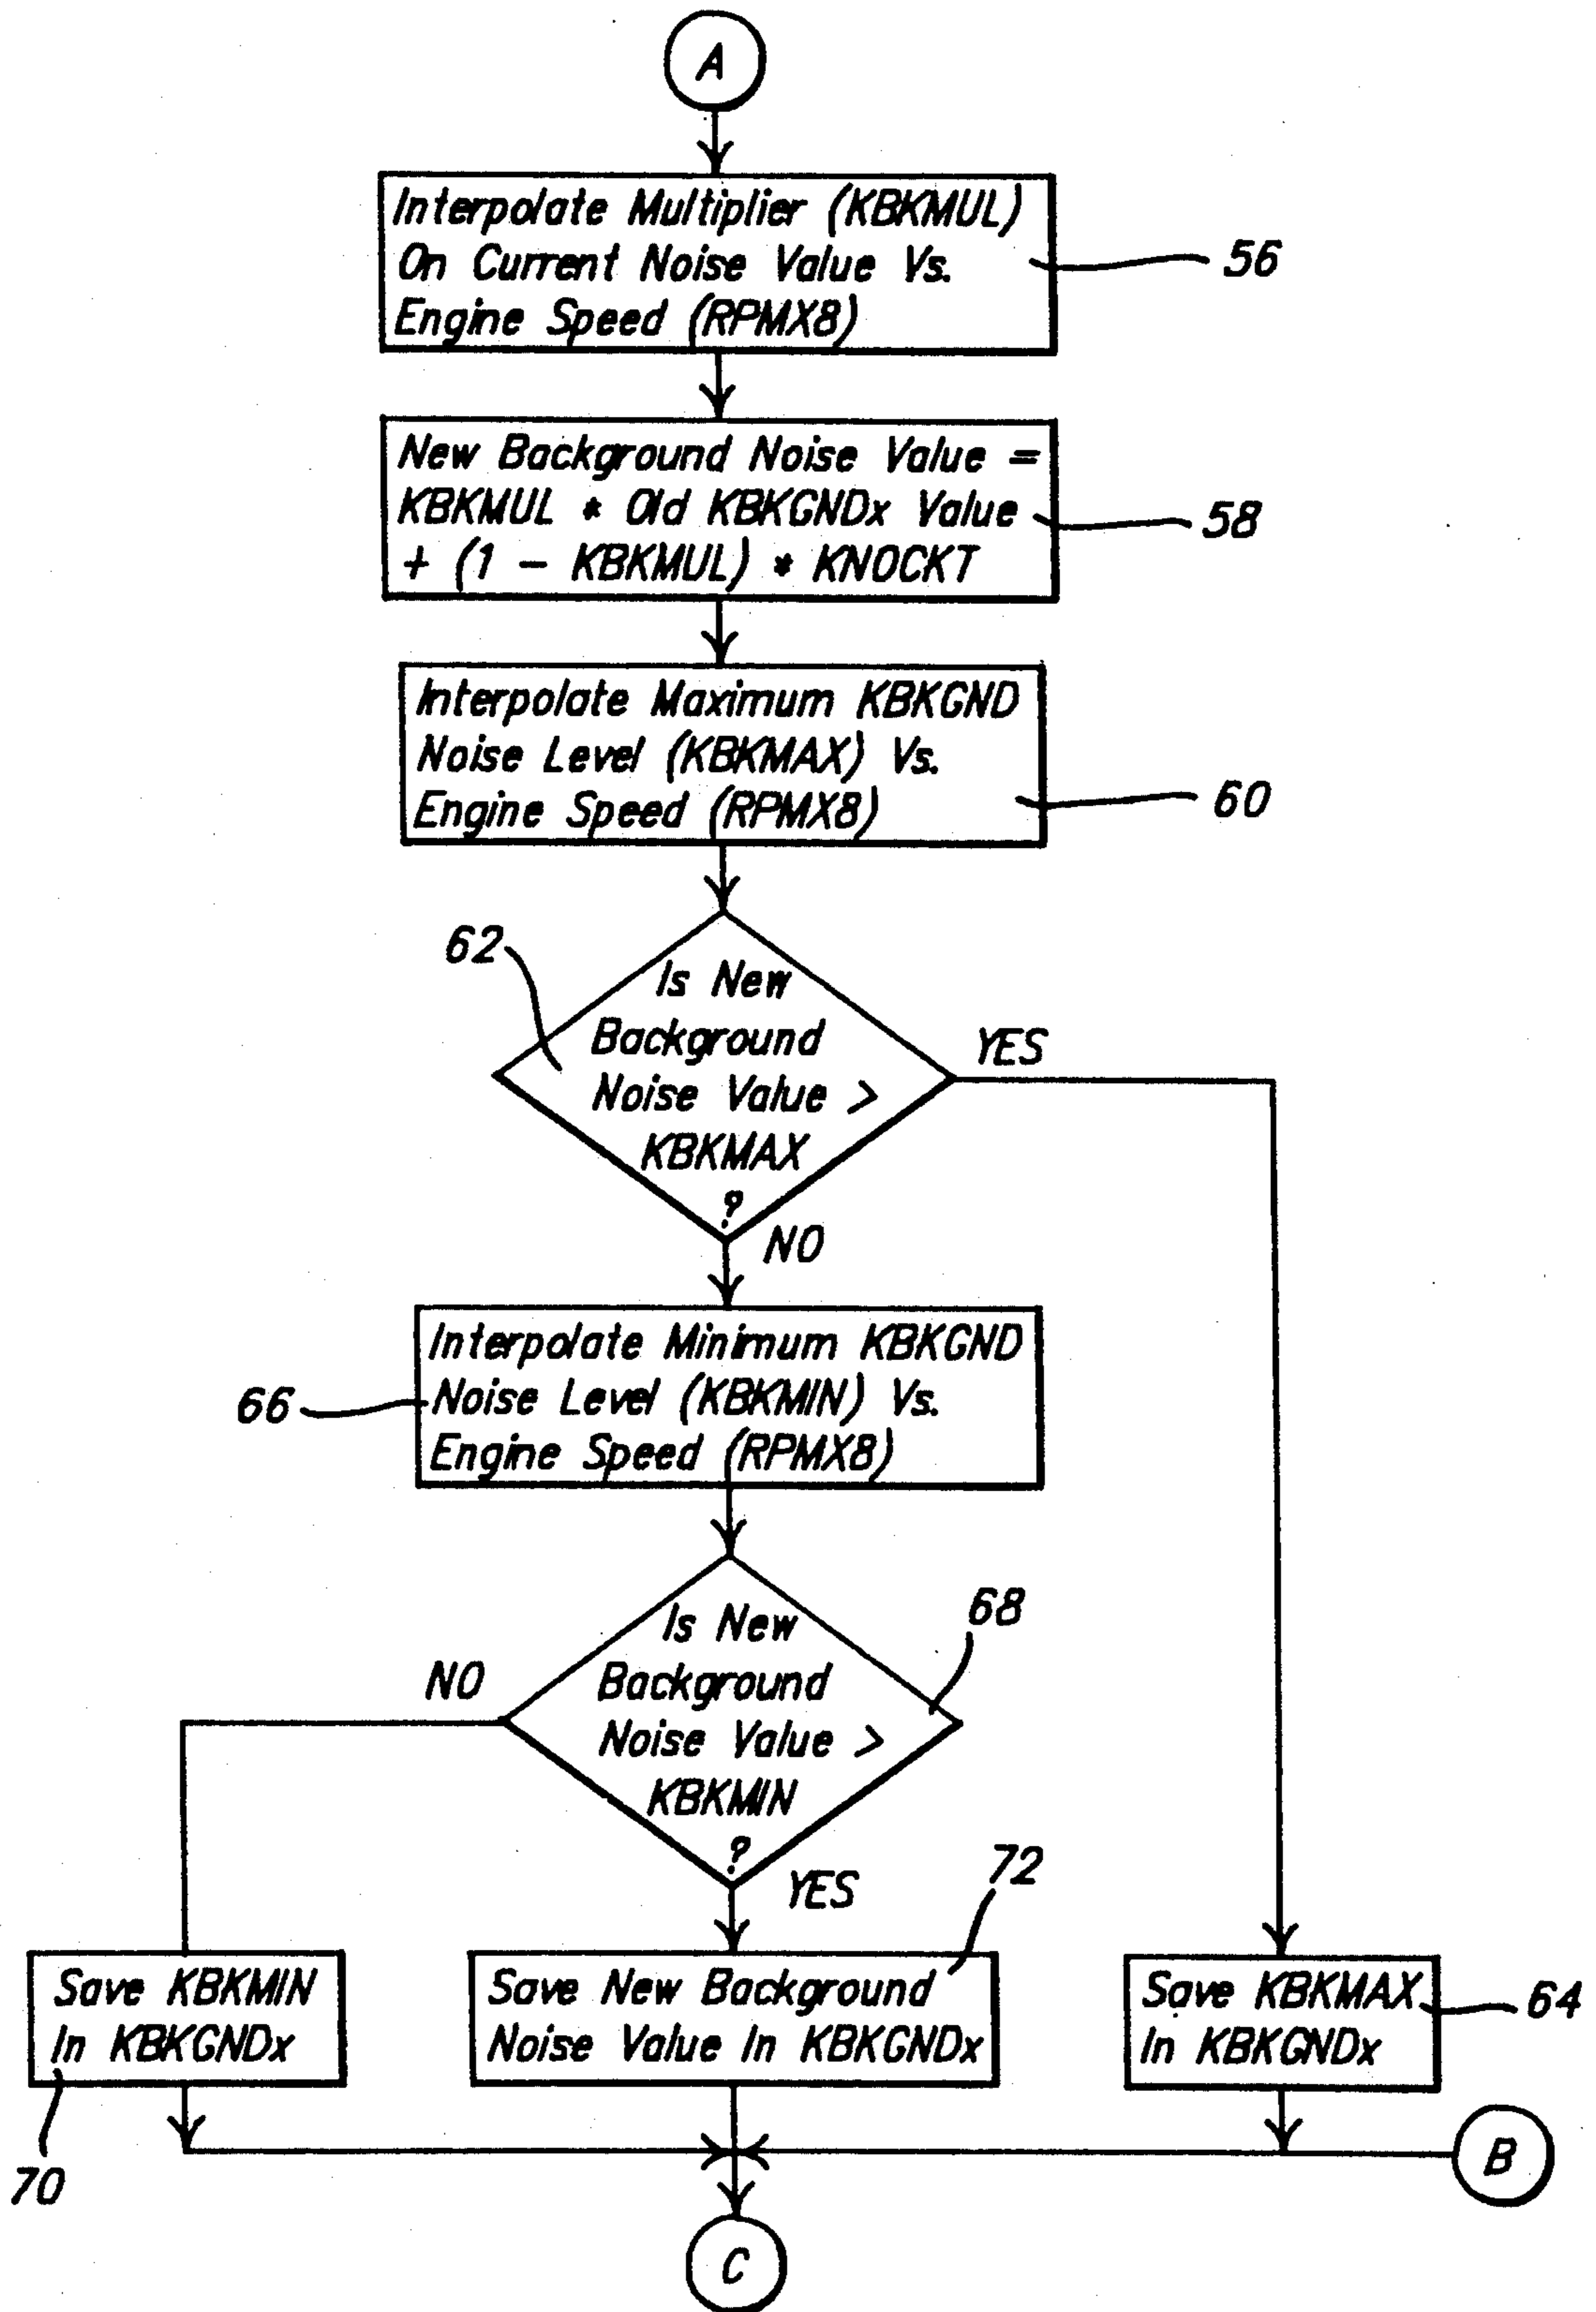 A
Interpolate Multiplier (KBKMUL)
On Current Noise Value Vs.
Engine Speed (RPMX8)
56
New Background Noise Value =
KBKMUL * Old KBKGNDx Value
+ (1 - KBKMUL) * KNOCKT
58
Interpolate Maximum KBKGND
Noise Level (KBKMAX) Vs.
Engine Speed (RPMX8)
60
62
Is New
Background
Noise Value >
KBKMAX
?
YES
NO
Interpolate Minimum KBKGND
Noise Level (KBKMIN) Vs.
Engine Speed (RPMX8)
66
68
Is New
Background
Noise Value >
KBKMIN
?
NO
YES
72
Save KBKMIN
In KBKGNDx
70
Save New Background
Noise Value In KBKGNDx
Save KBKMAX
In KBKGNDx
64
B
C